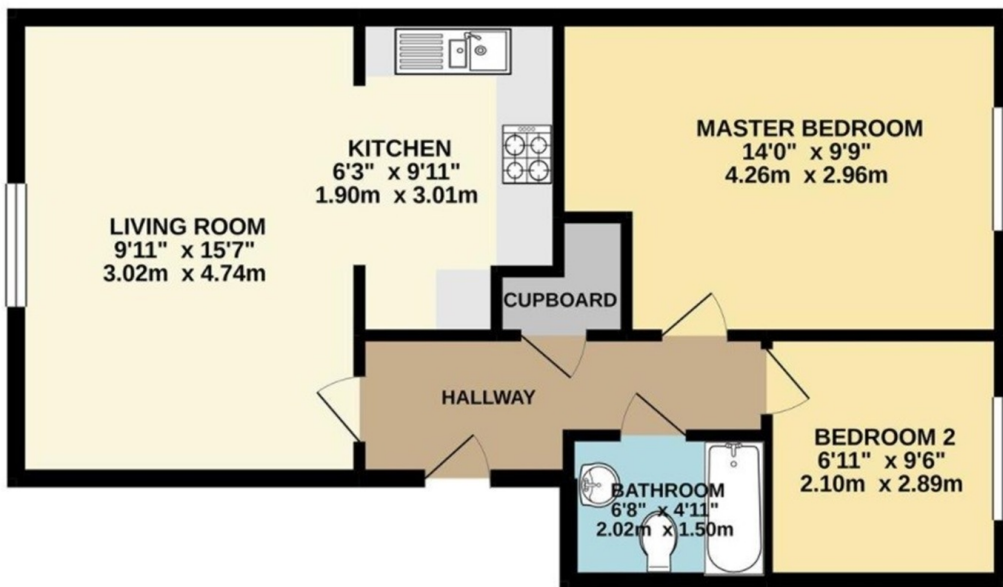 LIVING ROOM
9'11" x 15'7"
3.02m x 4.74m
KITCHEN
6'3" x 9'11"
1.90m x 3.01m
MASTER BEDROOM
14'0" x 9'9"
4.26m x 2.96m
CUPBOARD
HALLWAY
BATHROOM
6'8" x 4'11"
2.02m x 1.50m
BEDROOM 2
6'11" x 9'6"
2.10m x 2.89m